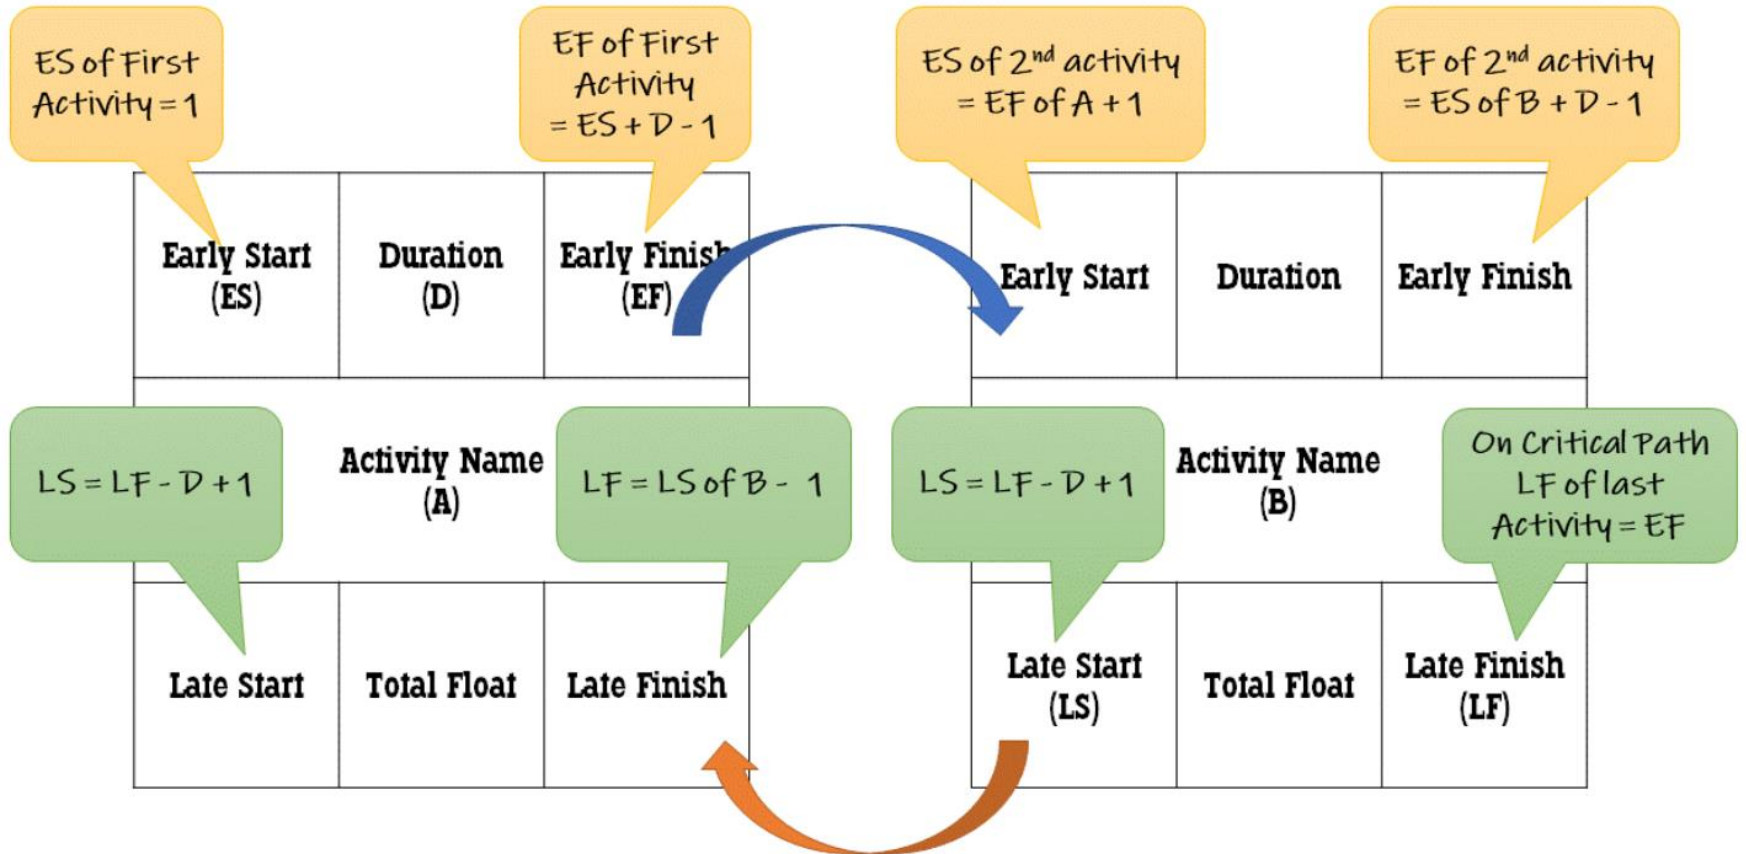 ES of First
Activity = 1
EF of First
Activity
= ES + D - 1
ES of 2nd activity
= EF of A + 1
EF of 2nd activity
= ES of B + D - 1
Early Start
(ES)
Duration
(D)
Early Finish
(EF)
Early Start
Duration
Early Finish
LS = LF - D + 1
Activity Name
(A)
LF = LS of B - 1
LS = LF - D + 1
Activity Name
(B)
On Critical Path
LF of last
Activity = EF
Late Start
Total Float
Late Finish
Late Start
(LS)
Total Float
Late Finish
(LF)